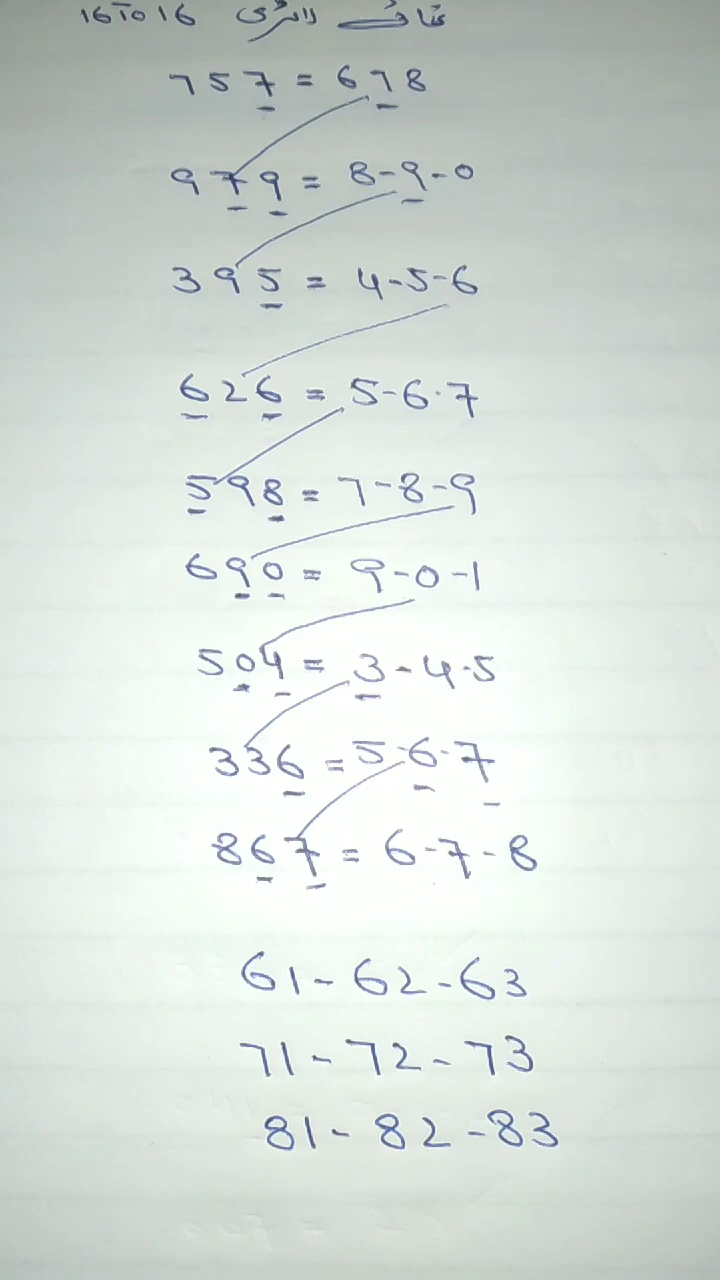 تھائی لاٹری 16 TO 16
757 = 678
979 = 8-9-0
395 = 4-5-6
626 = 5-6-7
598 = 7-8-9
690 = 9-0-1
504 = 3-4-5
336 = 5-6-7
867 = 6-7-8
61-62-63
71-72-73
81-82-83